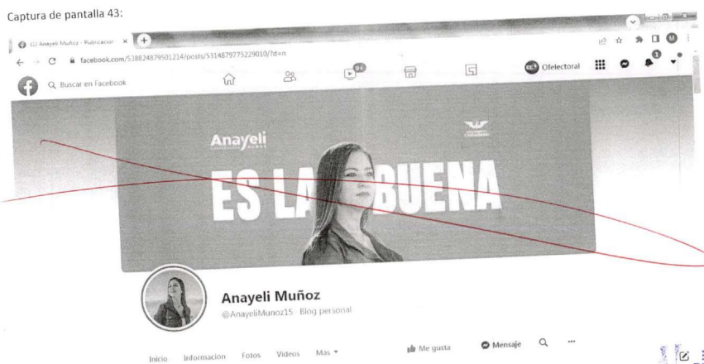 Captura de pantalla 43:
(1) Anayeli Muñoz - Publicación
facebook.com/538824879501214/posts/5314879775229010/?d=n
Buscar en Facebook
9+
Ofelectoral
Anayeli
ES LA BUENA
Anayeli Muñoz
@AnayeliMunoz15 · Blog personal
Inicio Información Fotos Videos Más
Me gusta
Mensaje